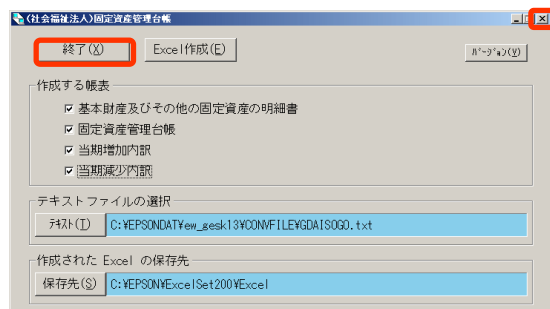 (社会福祉法人)固定資産管理台帳
終了(X)
Excel作成(E)
ﾊﾞｰｼﾞｮﾝ(V)
作成する帳表
基本財産及びその他の固定資産の明細書
固定資産管理台帳
当期増加内訳
当期減少内訳
テキストファイルの選択
ﾃｷｽﾄ(T)
C:¥EPSONDAT¥ew_gesk13¥CONVFILE¥GDAISOGO.txt
作成された Excel の保存先
保存先(S)
C:¥EPSON¥ExcelSet200¥Excel